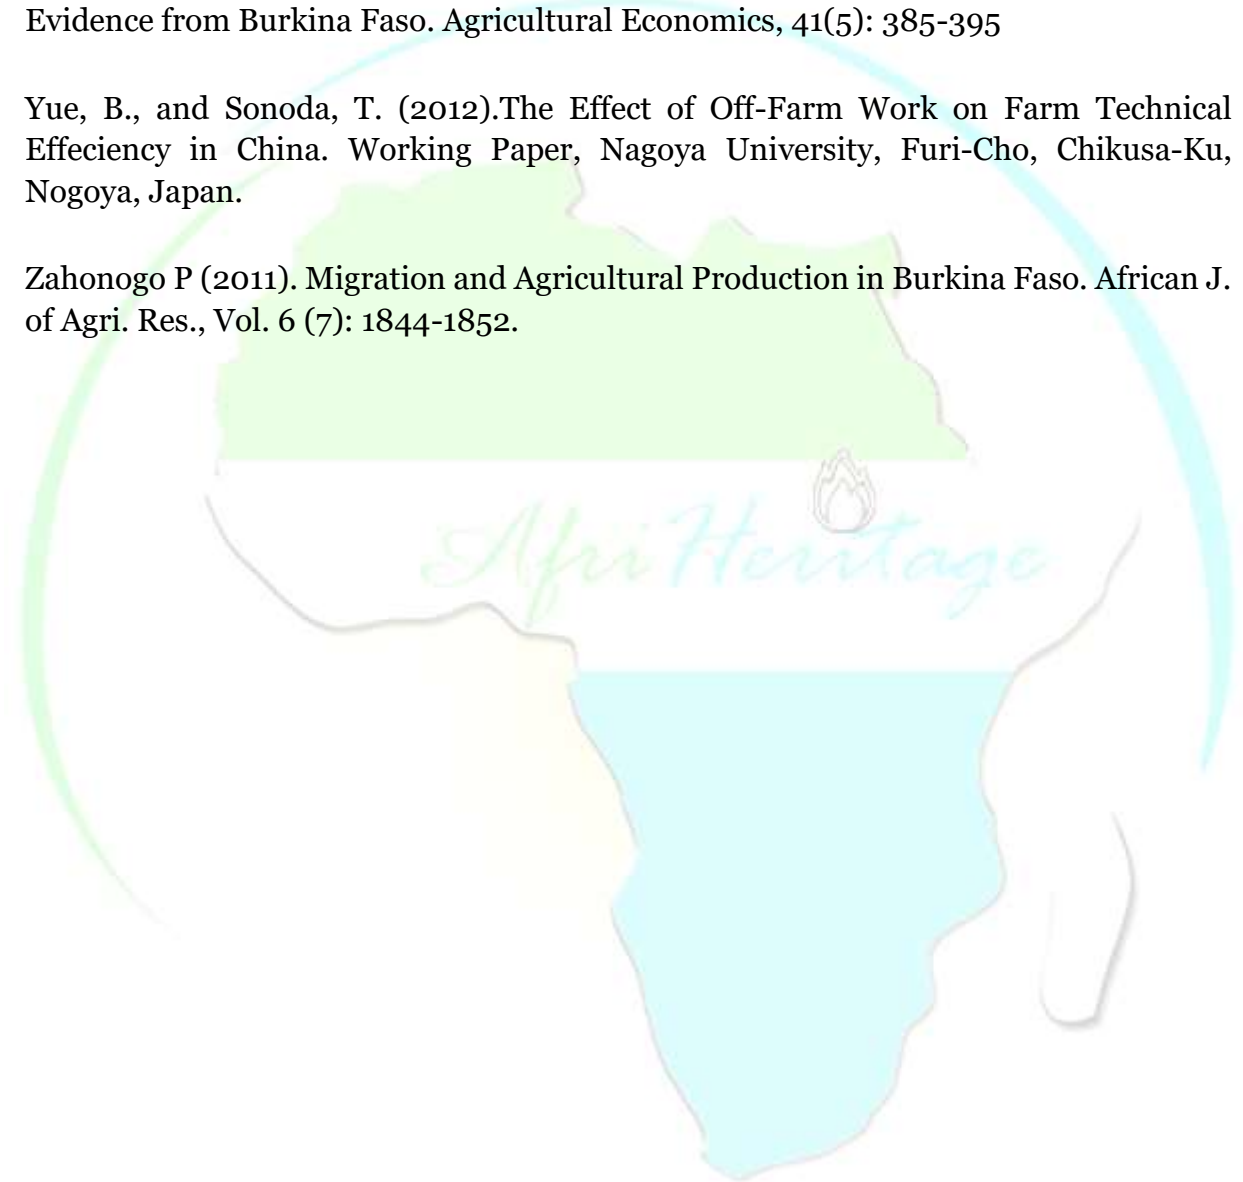 Evidence from Burkina Faso. Agricultural Economics, 41(5): 385-395
Yue, B., and Sonoda, T. (2012).The Effect of Off-Farm Work on Farm Technical
Effeciency in China. Working Paper, Nagoya University, Furi-Cho, Chikusa-Ku,
Nogoya, Japan.
Zahonogo P (2011). Migration and Agricultural Production in Burkina Faso. African J.
of Agri. Res., Vol. 6 (7): 1844-1852.
Afri Heritage